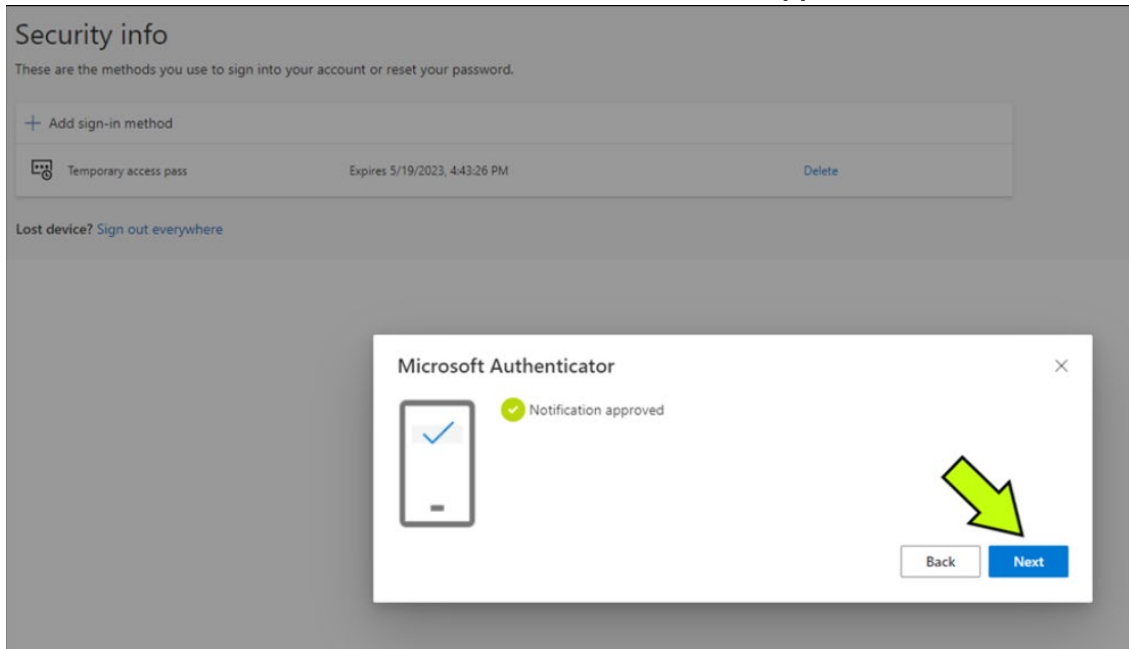 Security info
These are the methods you use to sign into your account or reset your password.
Add sign-in method
Temporary access pass Expires 5/19/2023, 4:43:26 PM Delete
Lost device? Sign out everywhere
Microsoft Authenticator
Notification approved
Back Next